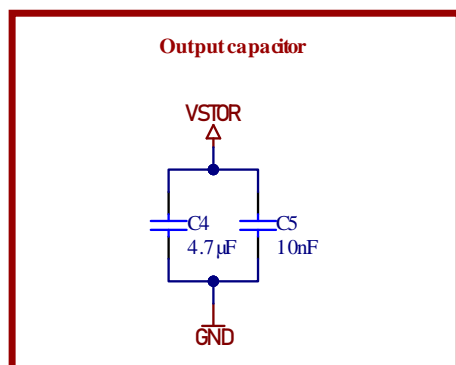 Output capacitor
VSTOR
C4
4.7µF
C5
10nF
GND